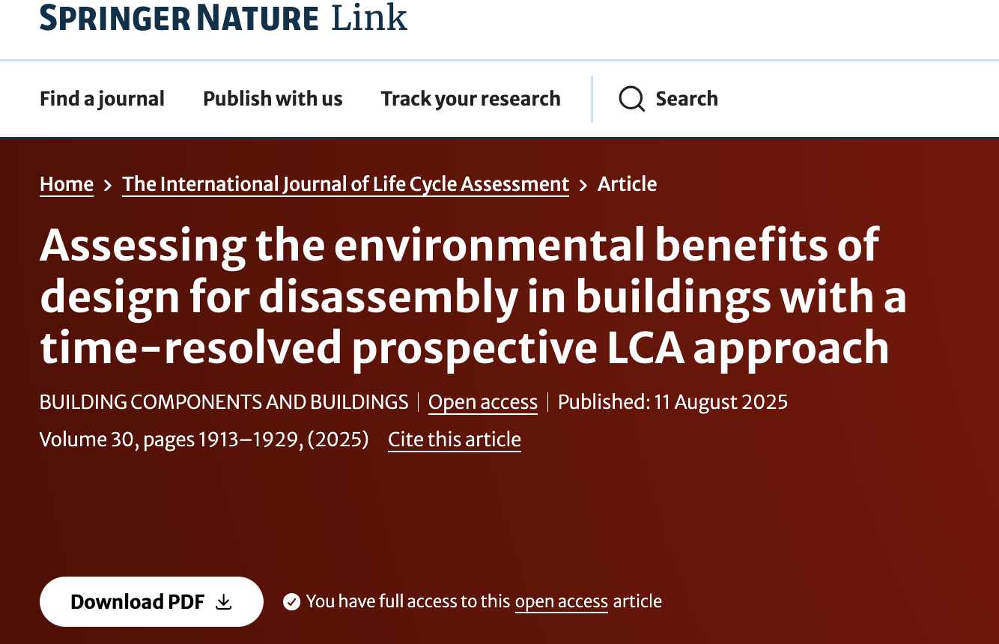 SPRINGER NATURE Link
Find a journal Publish with us Track your research Search
Home > The International Journal of Life Cycle Assessment > Article
Assessing the environmental benefits of
design for disassembly in buildings with a
time-resolved prospective LCA approach
BUILDING COMPONENTS AND BUILDINGS | Open access | Published: 11 August 2025
Volume 30, pages 1913–1929, (2025) Cite this article
Download PDF You have full access to this open access article